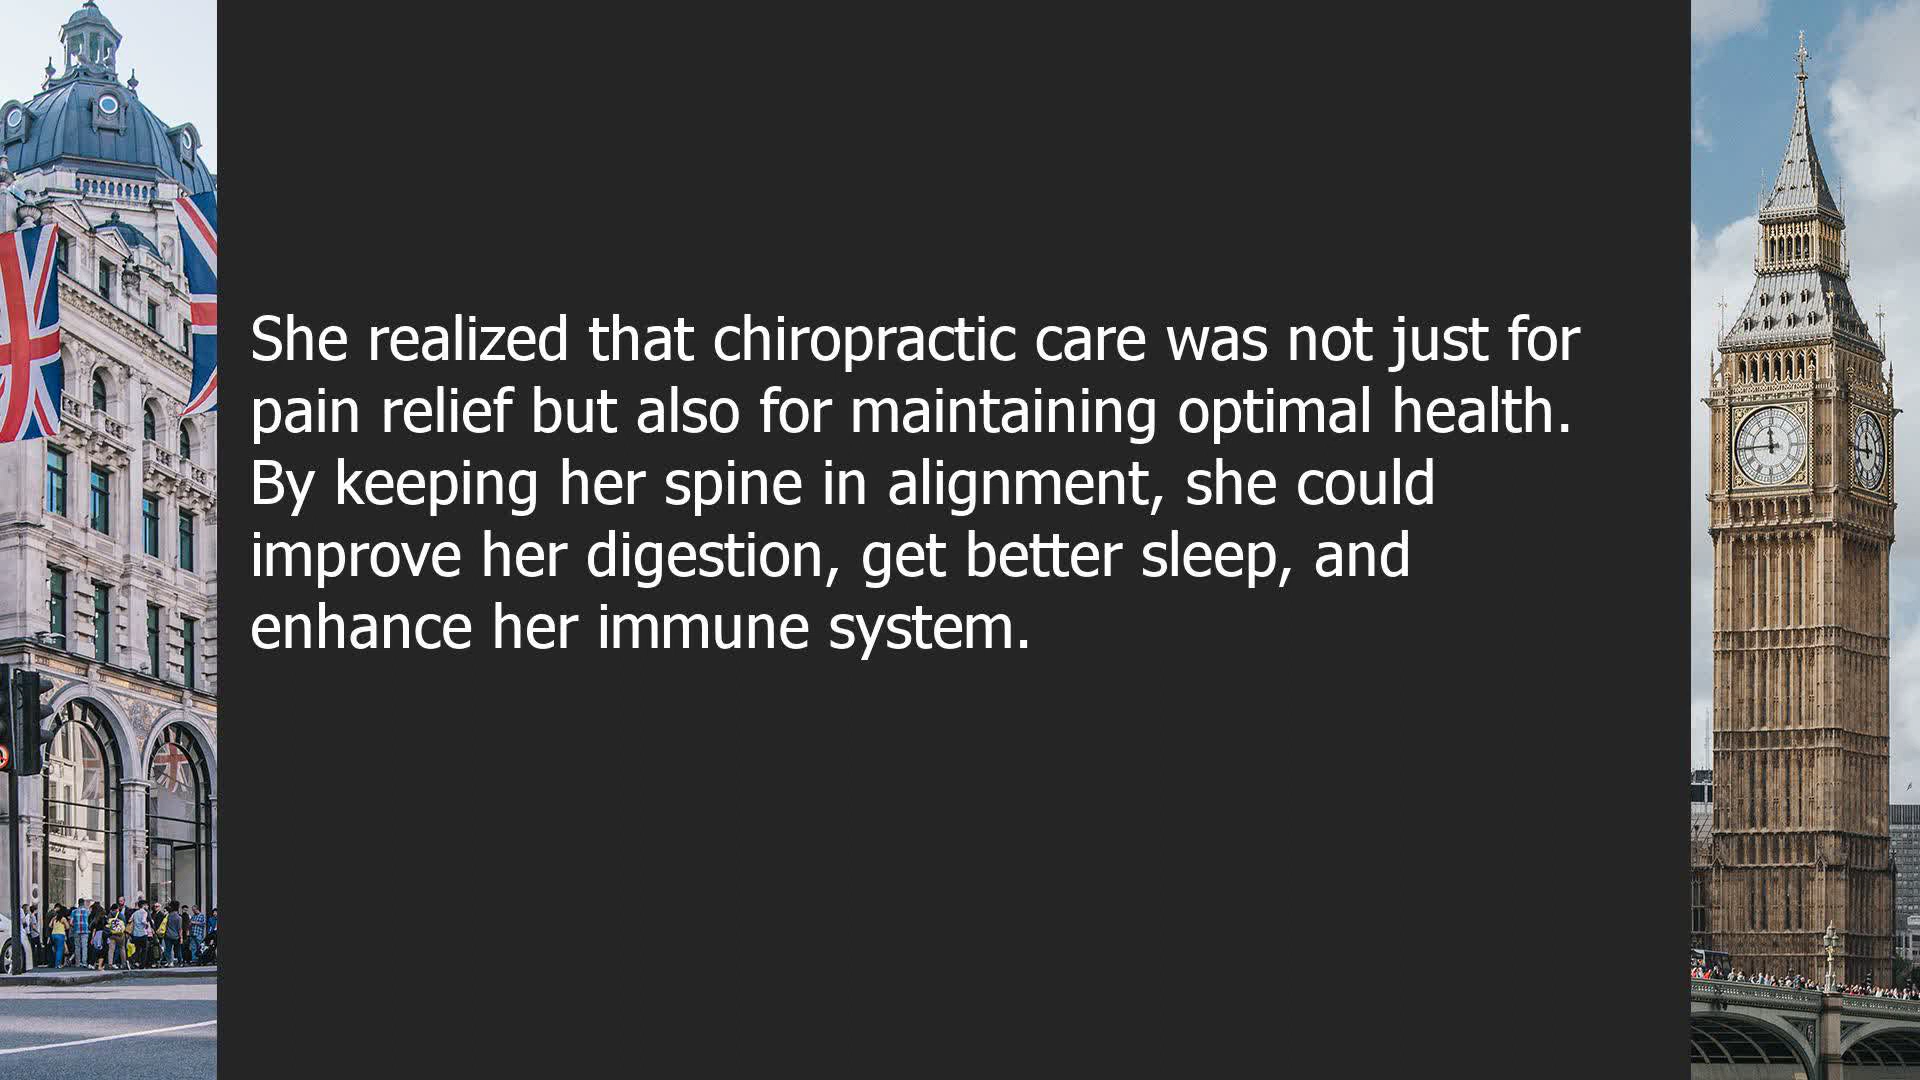 She realized that chiropractic care was not just for
pain relief but also for maintaining optimal health.
By keeping her spine in alignment, she could
improve her digestion, get better sleep, and
enhance her immune system.